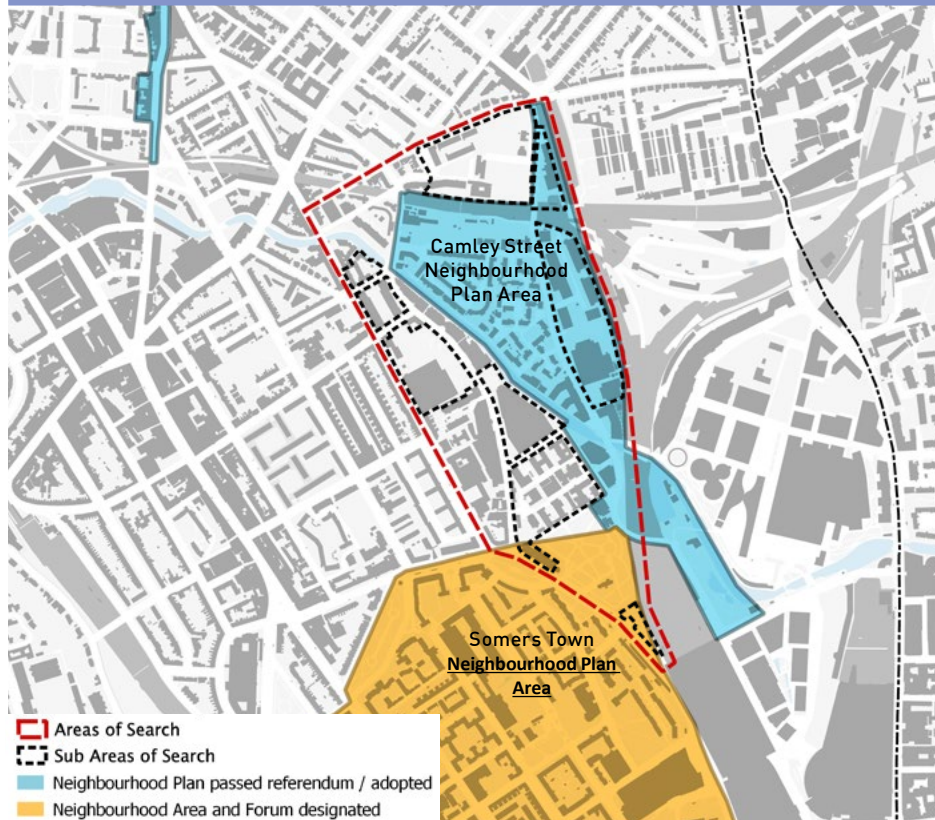 Camley Street
Neighbourhood
Plan Area
Somers Town
Neighbourhood Plan
Area
Areas of Search
Sub Areas of Search
Neighbourhood Plan passed referendum / adopted
Neighbourhood Area and Forum designated